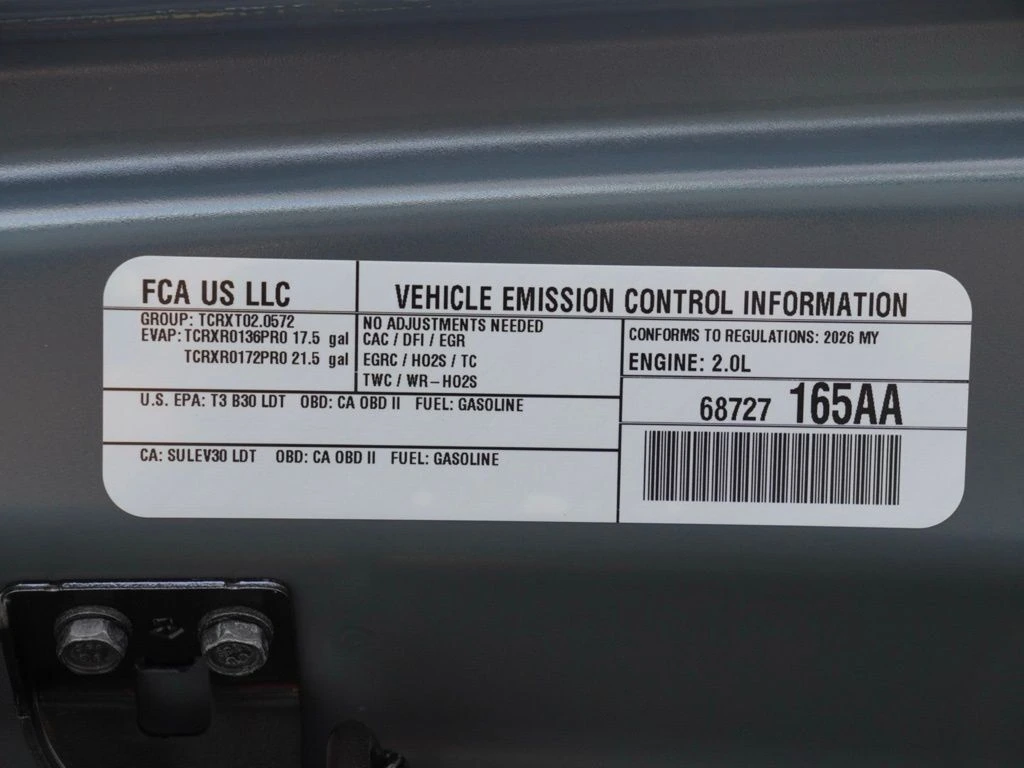 FCA US LLC
VEHICLE EMISSION CONTROL INFORMATION
GROUP: TCRXT02.0572
EVAP: TCRXR0136PR0 17.5 gal
TCRXR0172PR0 21.5 gal
NO ADJUSTMENTS NEEDED
CAC / DFI / EGR
EGRC / HO2S / TC
TWC / WR-HO2S
CONFORMS TO REGULATIONS: 2026 MY
ENGINE: 2.0L
U.S. EPA: T3 B30 LDT OBD: CA OBD II FUEL: GASOLINE
68727 165AA
CA: SULEV30 LDT OBD: CA OBD II FUEL: GASOLINE